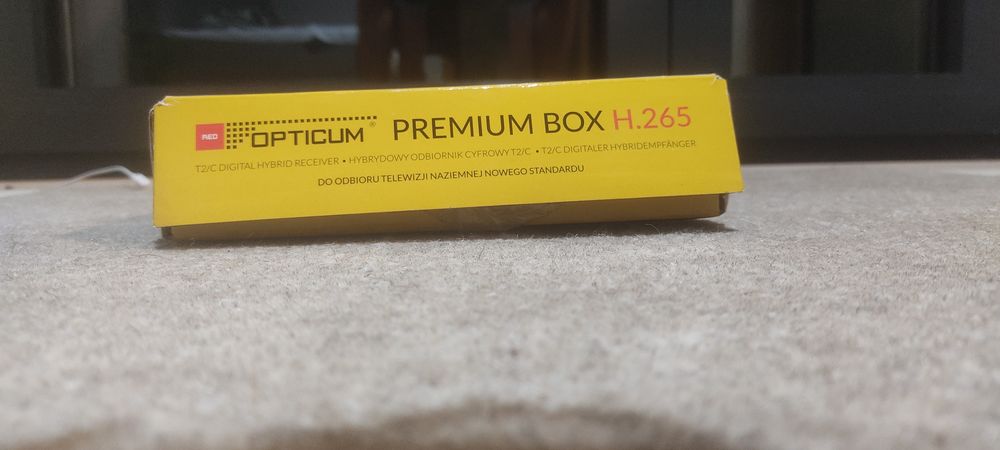 RED OPTICUM® PREMIUM BOX H.265
T2/C DIGITAL HYBRID RECEIVER • HYBRYDOWY ODBIORNIK CYFROWY T2/C • T2/C DIGITALER HYBRIDEMPFÄNGER
DO ODBIORU TELEWIZJI NAZIEMNEJ NOWEGO STANDARDU